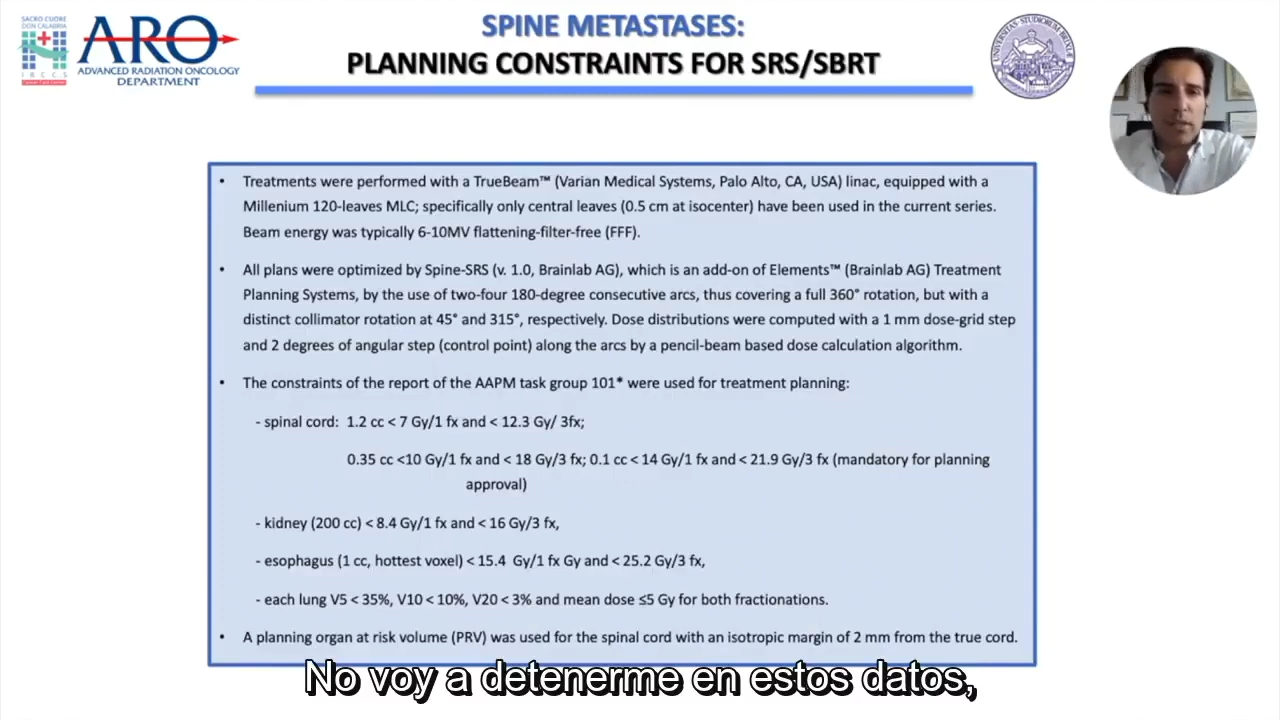 SACRO CUORE
DON CALABRIA
I R C C S
ARO
ADVANCED RADIATION ONCOLOGY
DEPARTMENT
SPINE METASTASES:
PLANNING CONSTRAINTS FOR SRS/SBRT
• Treatments were performed with a TrueBeam™ (Varian Medical Systems, Palo Alto, CA, USA) linac, equipped with a
Millenium 120-leaves MLC; specifically only central leaves (0.5 cm at isocenter) have been used in the current series.
Beam energy was typically 6-10MV flattening-filter-free (FFF).
• All plans were optimized by Spine-SRS (v. 1.0, Brainlab AG), which is an add-on of Elements™ (Brainlab AG) Treatment
Planning Systems, by the use of two-four 180-degree consecutive arcs, thus covering a full 360° rotation, but with a
distinct collimator rotation at 45° and 315°, respectively. Dose distributions were computed with a 1 mm dose-grid step
and 2 degrees of angular step (control point) along the arcs by a pencil-beam based dose calculation algorithm.
• The constraints of the report of the AAPM task group 101* were used for treatment planning:
- spinal cord: 1.2 cc < 7 Gy/1 fx and < 12.3 Gy/ 3fx;
0.35 cc <10 Gy/1 fx and < 18 Gy/3 fx; 0.1 cc < 14 Gy/1 fx and < 21.9 Gy/3 fx (mandatory for planning
approval)
- kidney (200 cc) < 8.4 Gy/1 fx and < 16 Gy/3 fx,
- esophagus (1 cc, hottest voxel) < 15.4 Gy/1 fx Gy and < 25.2 Gy/3 fx,
- each lung V5 < 35%, V10 < 10%, V20 < 3% and mean dose ≤5 Gy for both fractionations.
• A planning organ at risk volume (PRV) was used for the spinal cord with an isotropic margin of 2 mm from the true cord.
No voy a detenerme en estos datos,